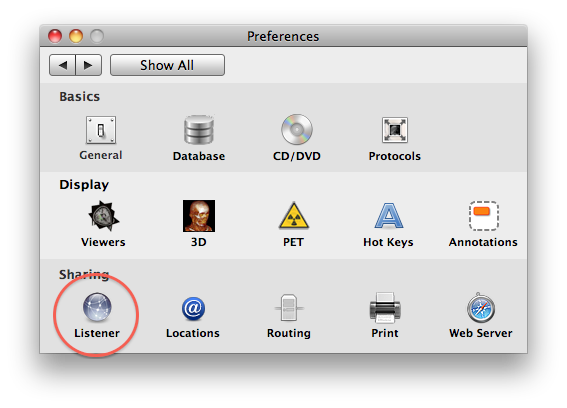 Preferences
Show All
Basics
General Database CD/DVD Protocols
Display
Viewers 3D PET Hot Keys Annotations
Sharing
Listener Locations Routing Print Web Server